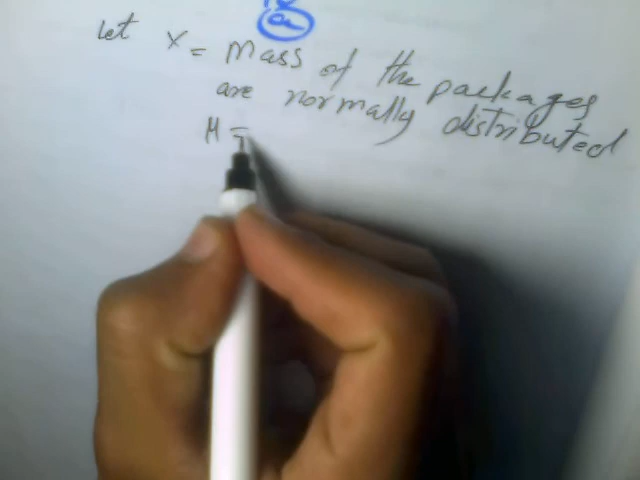 a
let X = Mass of the packages
are normally distributed
μ =